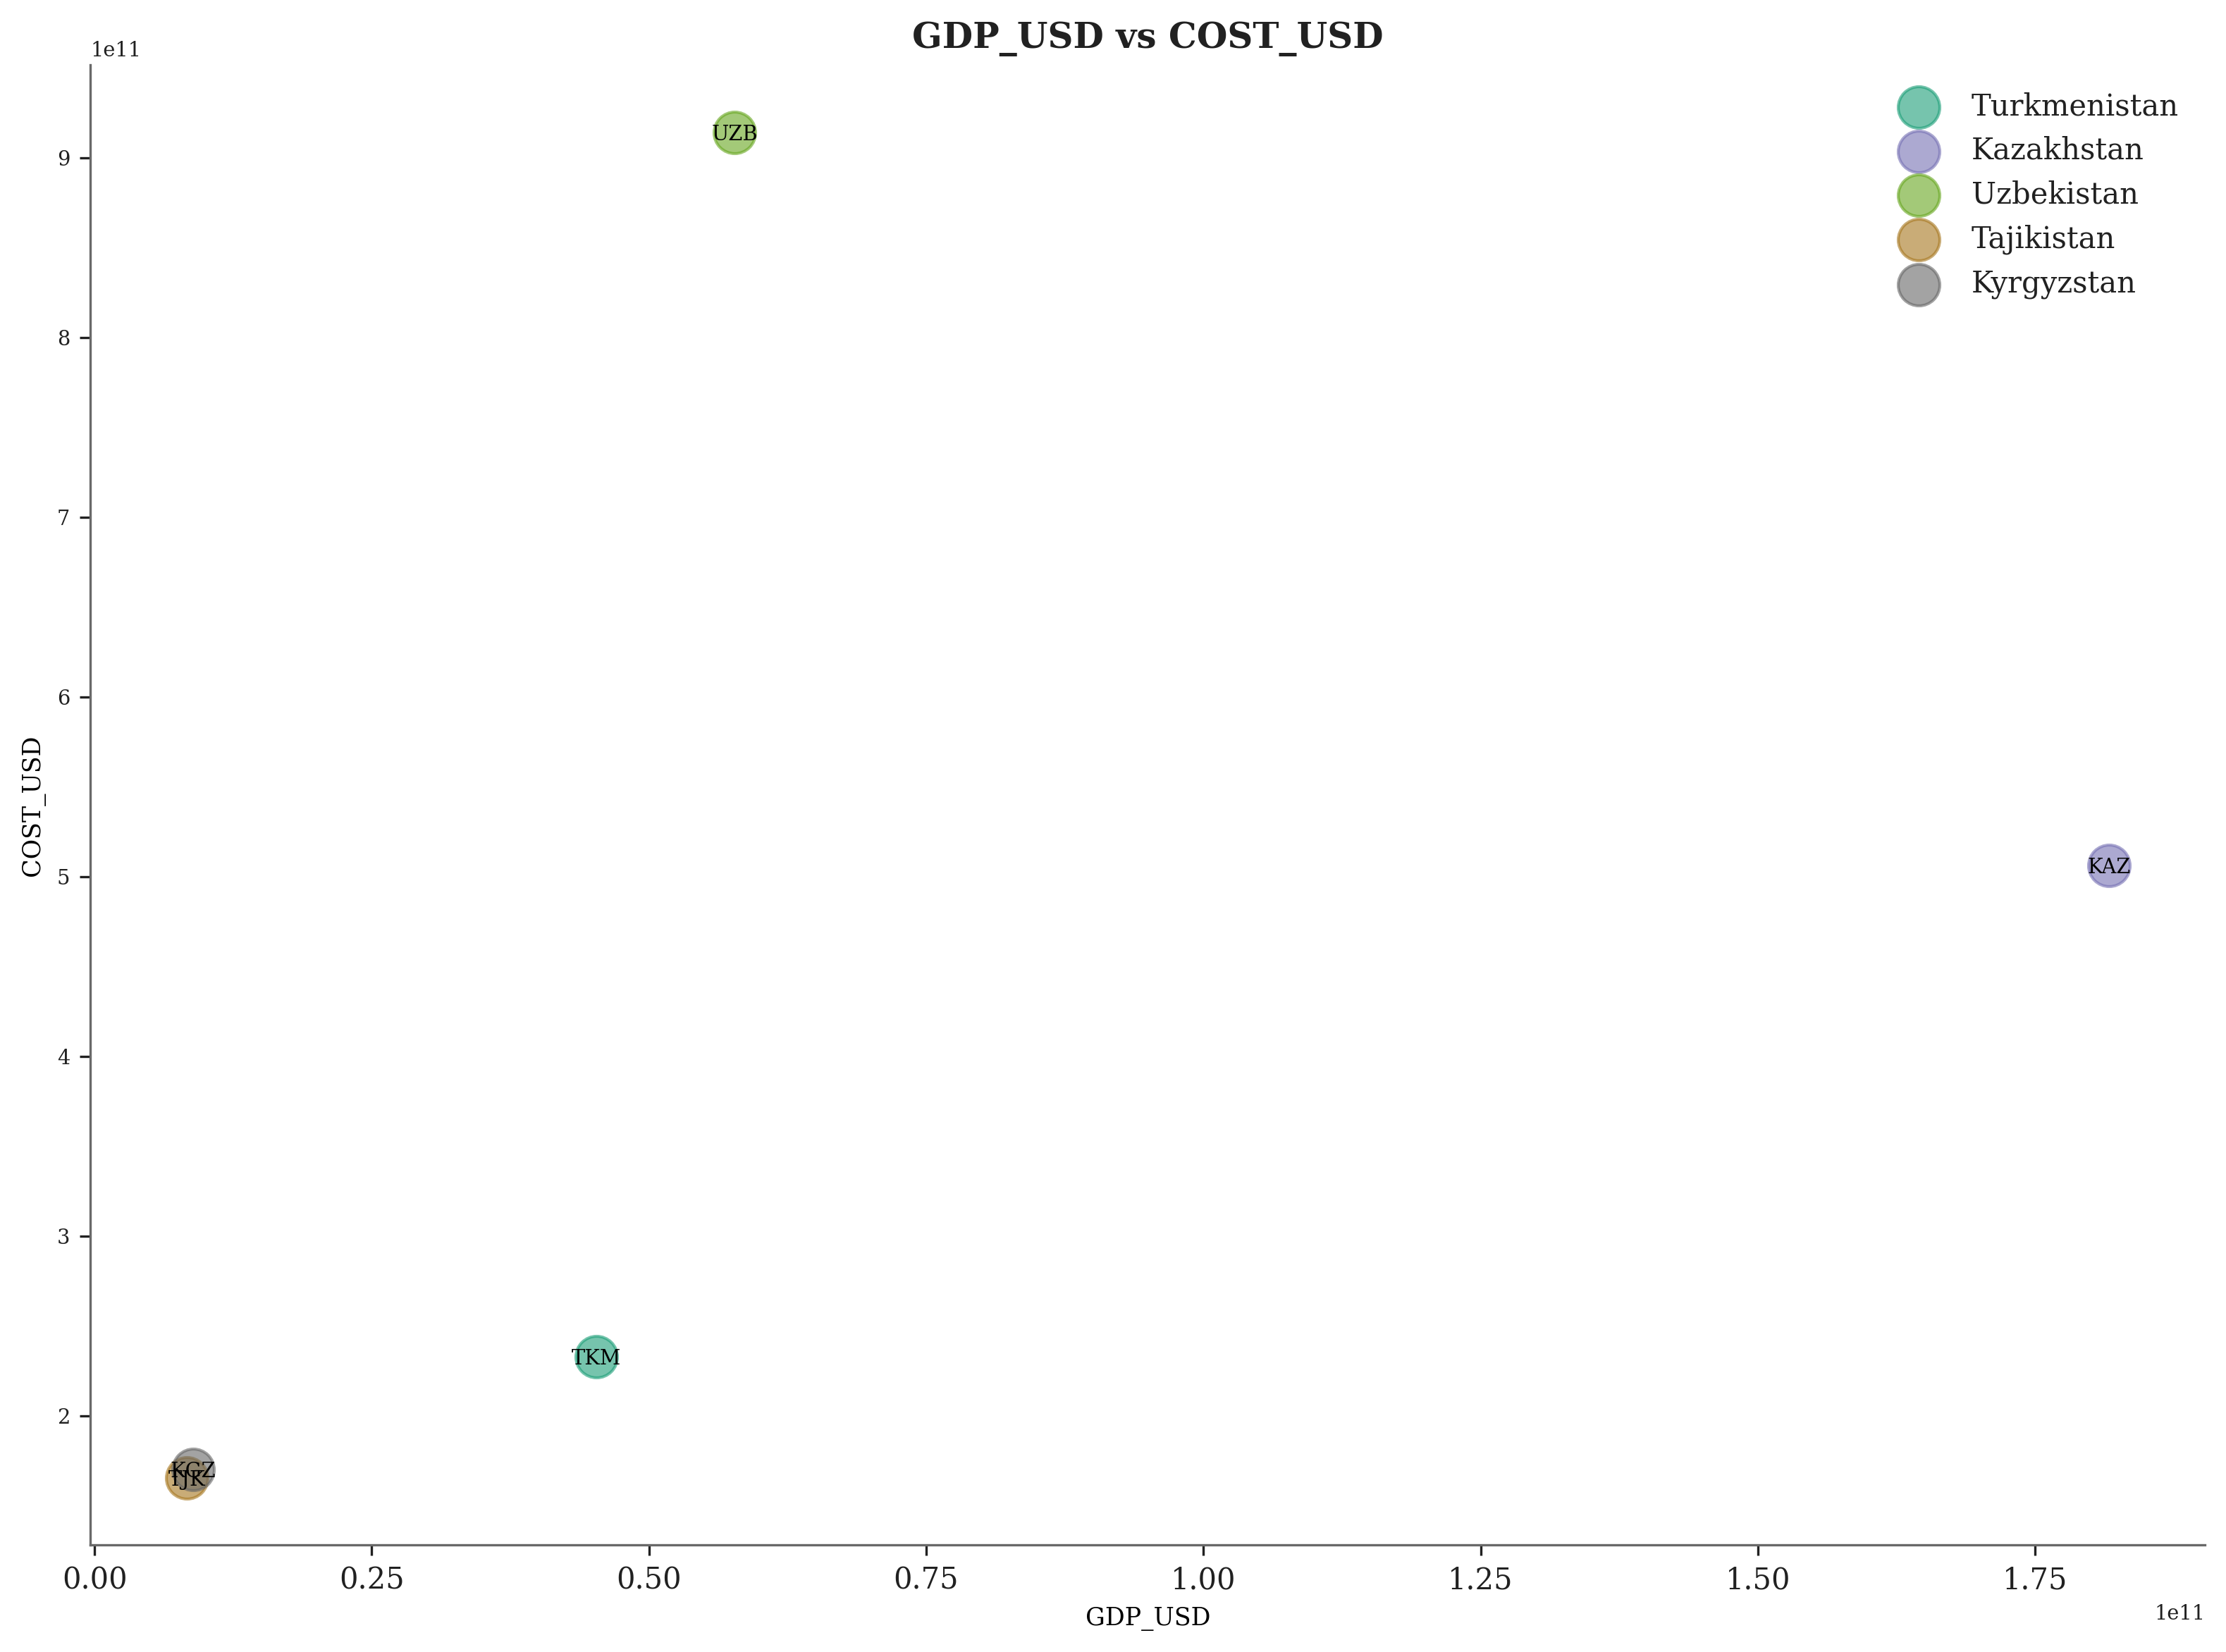 GDP_USD vs COST_USD
1e11
Turkmenistan
Kazakhstan
Uzbekistan
Tajikistan
Kyrgyzstan
UZB
KAZ
TKM
KGZ
TJK
9
8
7
6
5
4
3
2
COST_USD
0.00 0.25 0.50 0.75 1.00 1.25 1.50 1.75
GDP_USD
1e11